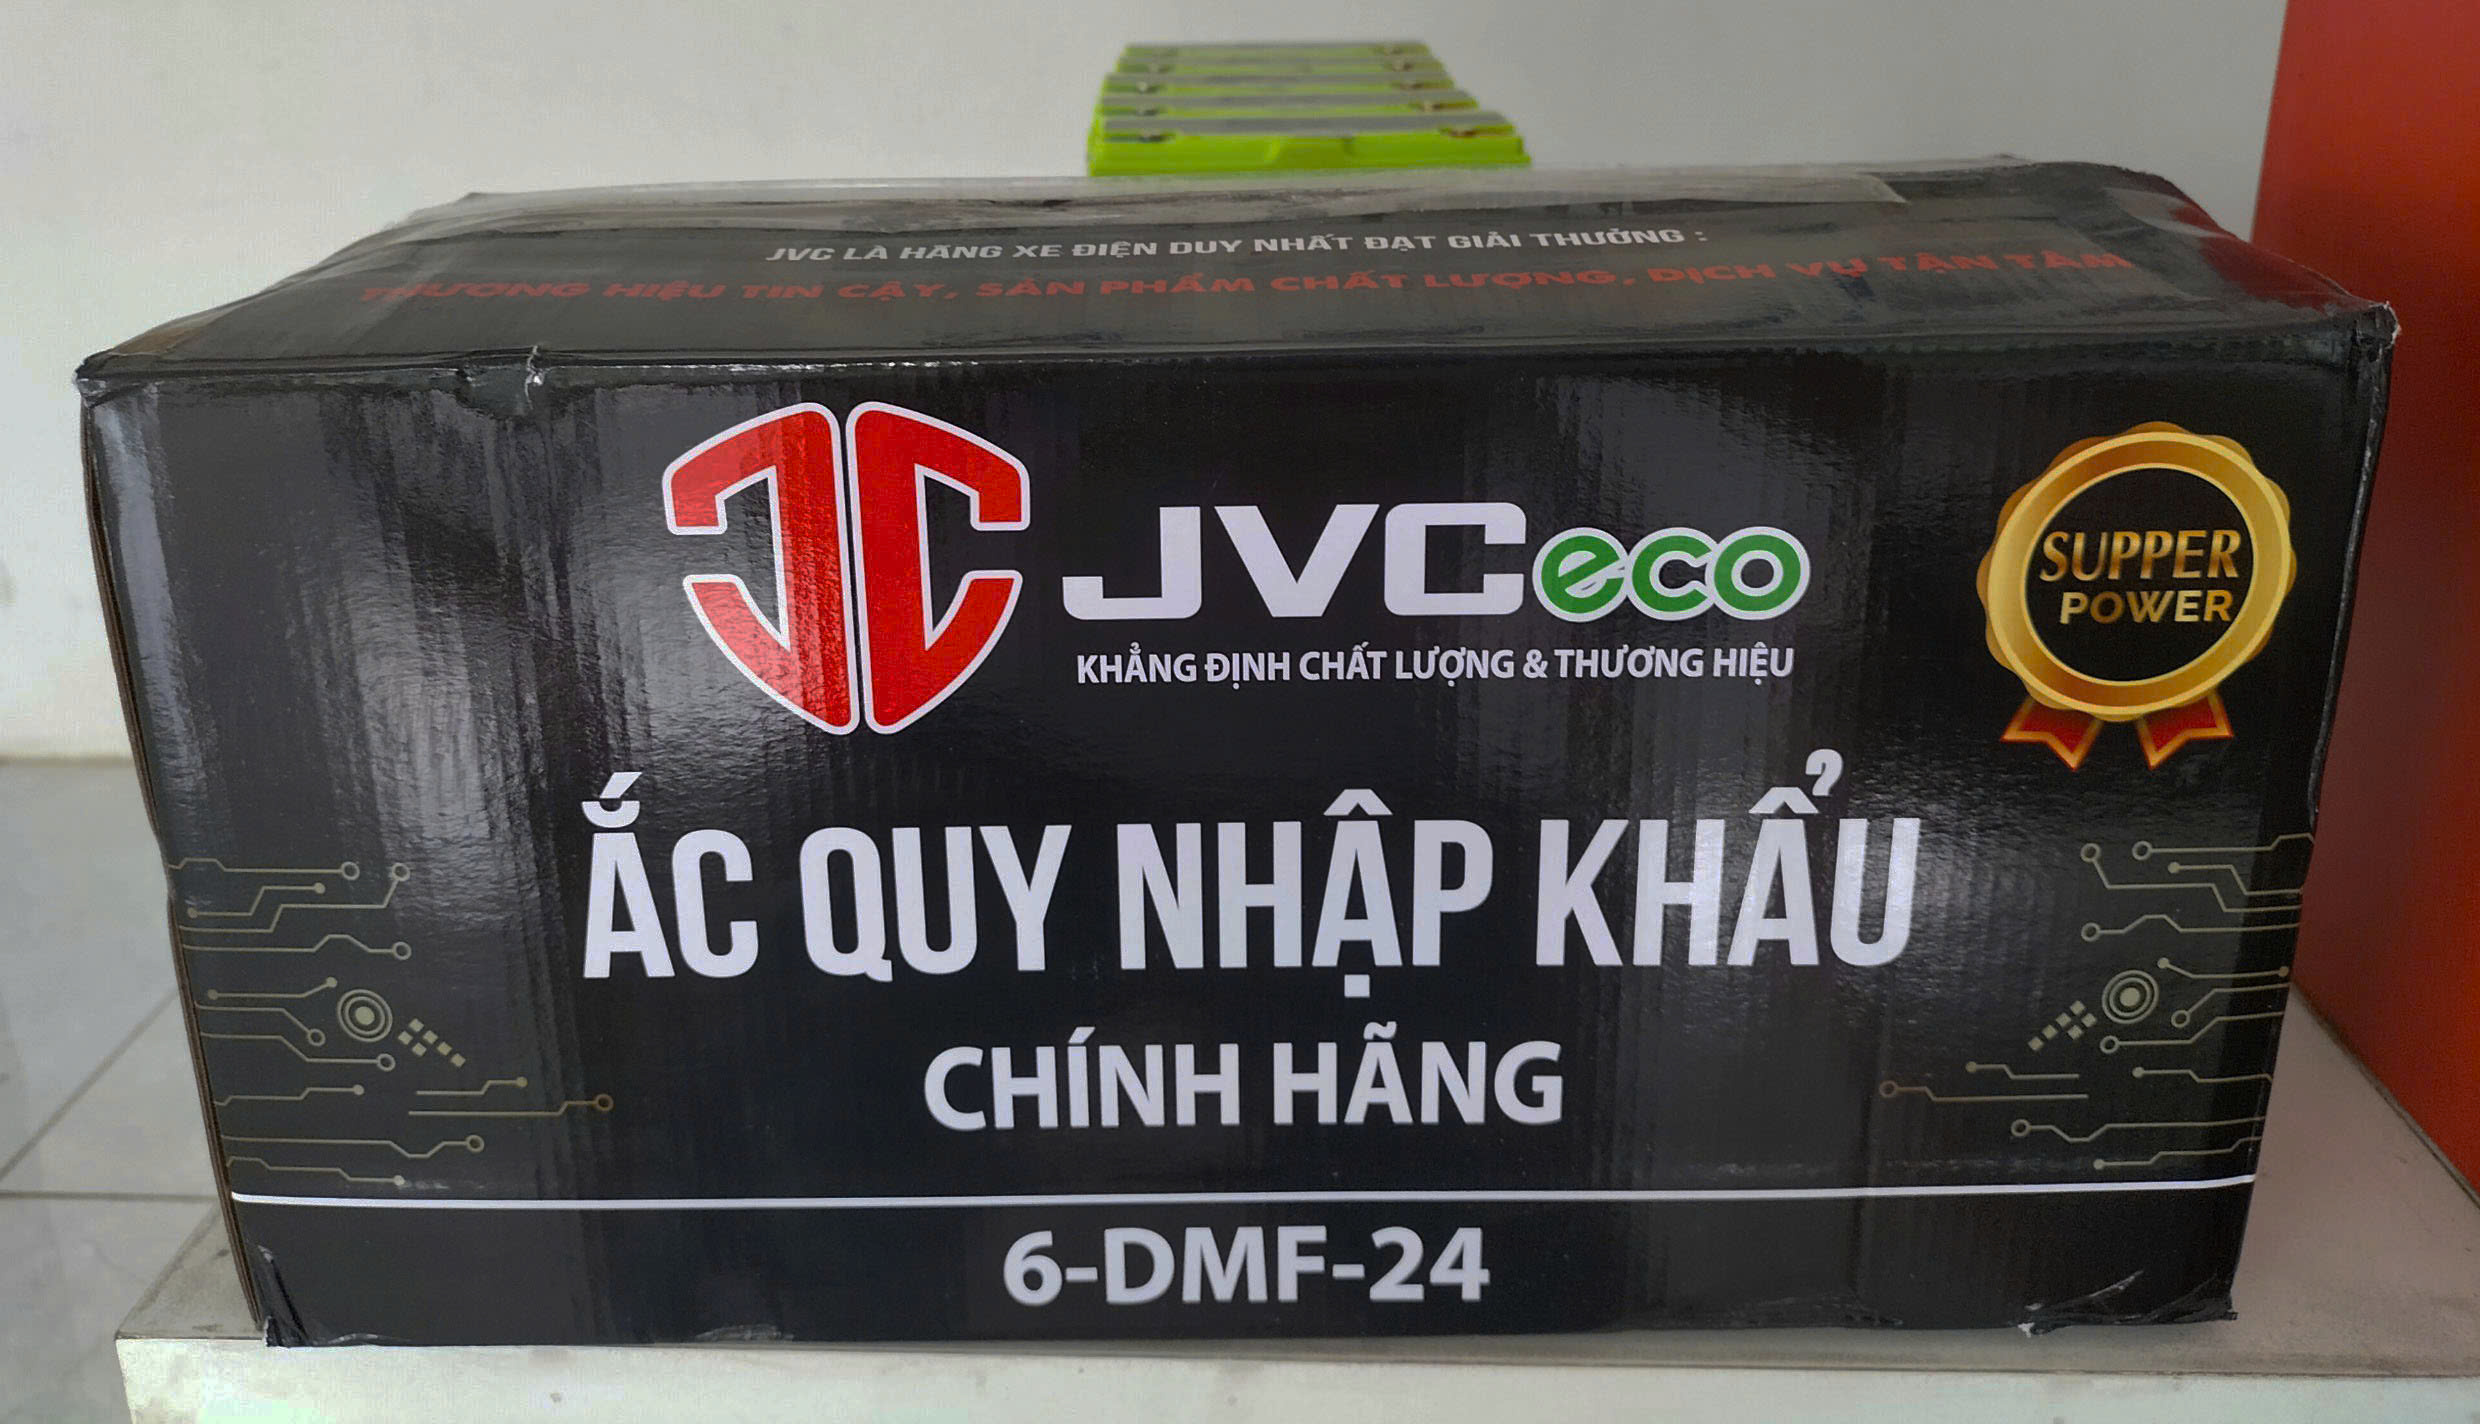 JVC LÀ HÃNG XE ĐIỆN DUY NHẤT ĐẠT GIẢI THƯỞNG :
THƯƠNG HIỆU TIN CẬY, SẢN PHẨM CHẤT LƯỢNG, DỊCH VỤ TẬN TÂM
JVCeco
KHẲNG ĐỊNH CHẤT LƯỢNG & THƯƠNG HIỆU
SUPPER
POWER
ẮC QUY NHẬP KHẨU
CHÍNH HÃNG
6-DMF-24